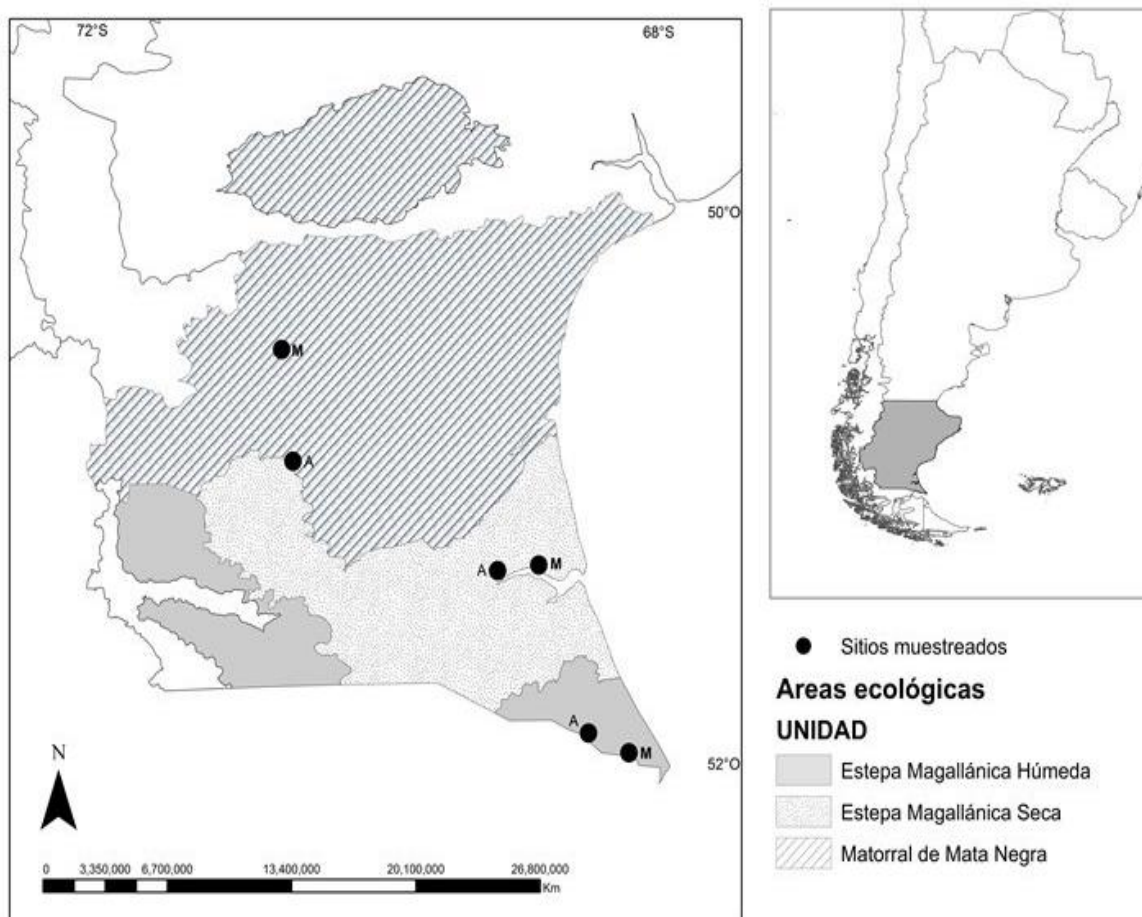 72°S
68°S
50°O
M
A
A
M
A
M
52°O
N
0 3,350,000 6,700,000 13,400,000 20,100,000 26,800,000
Km
Sitios muestreados
Areas ecológicas
UNIDAD
Estepa Magallánica Húmeda
Estepa Magallánica Seca
Matorral de Mata Negra